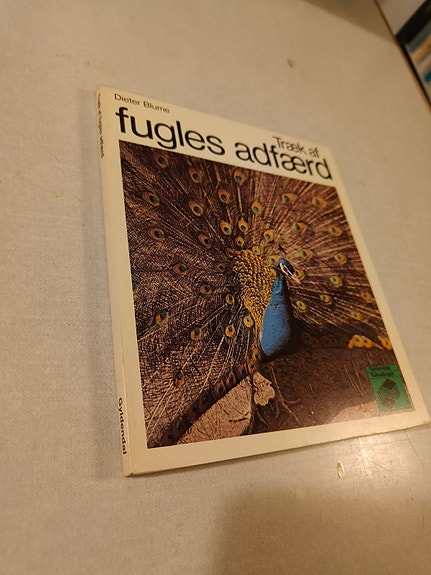 Dieter Blume
Træk af
fugles adfærd
Gyldendal